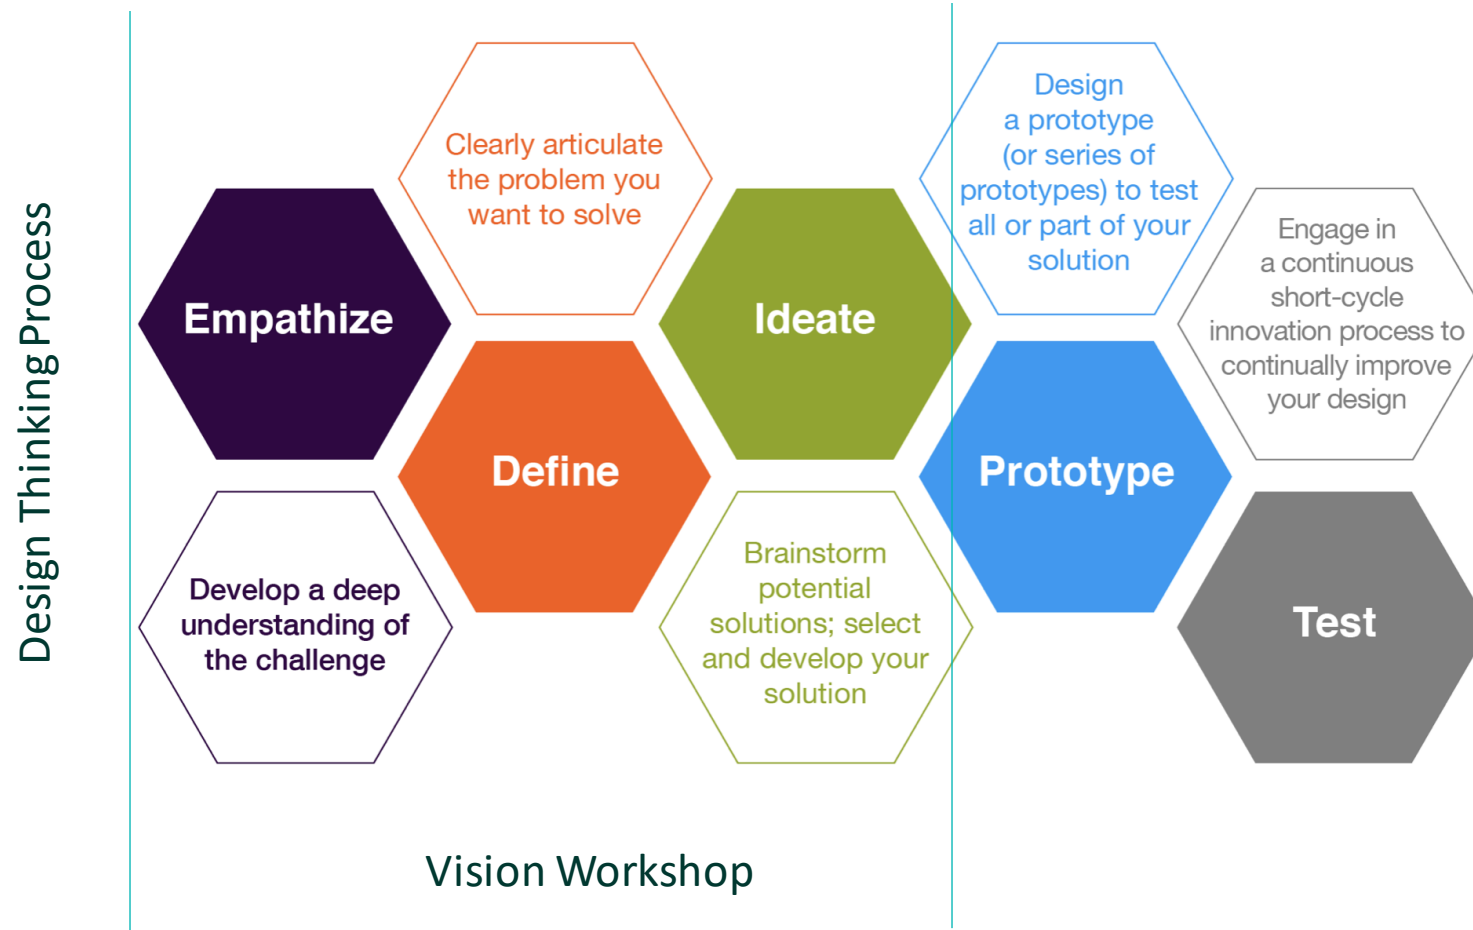 Design Thinking Process
Empathize
Develop a deep
understanding of
the challenge
Clearly articulate
the problem you
want to solve
Define
Ideate
Brainstorm
potential
solutions; select
and develop your
solution
Design
a prototype
(or series of
prototypes) to test
all or part of your
solution
Prototype
Engage in
a continuous
short-cycle
innovation process to
continually improve
your design
Test
Vision Workshop